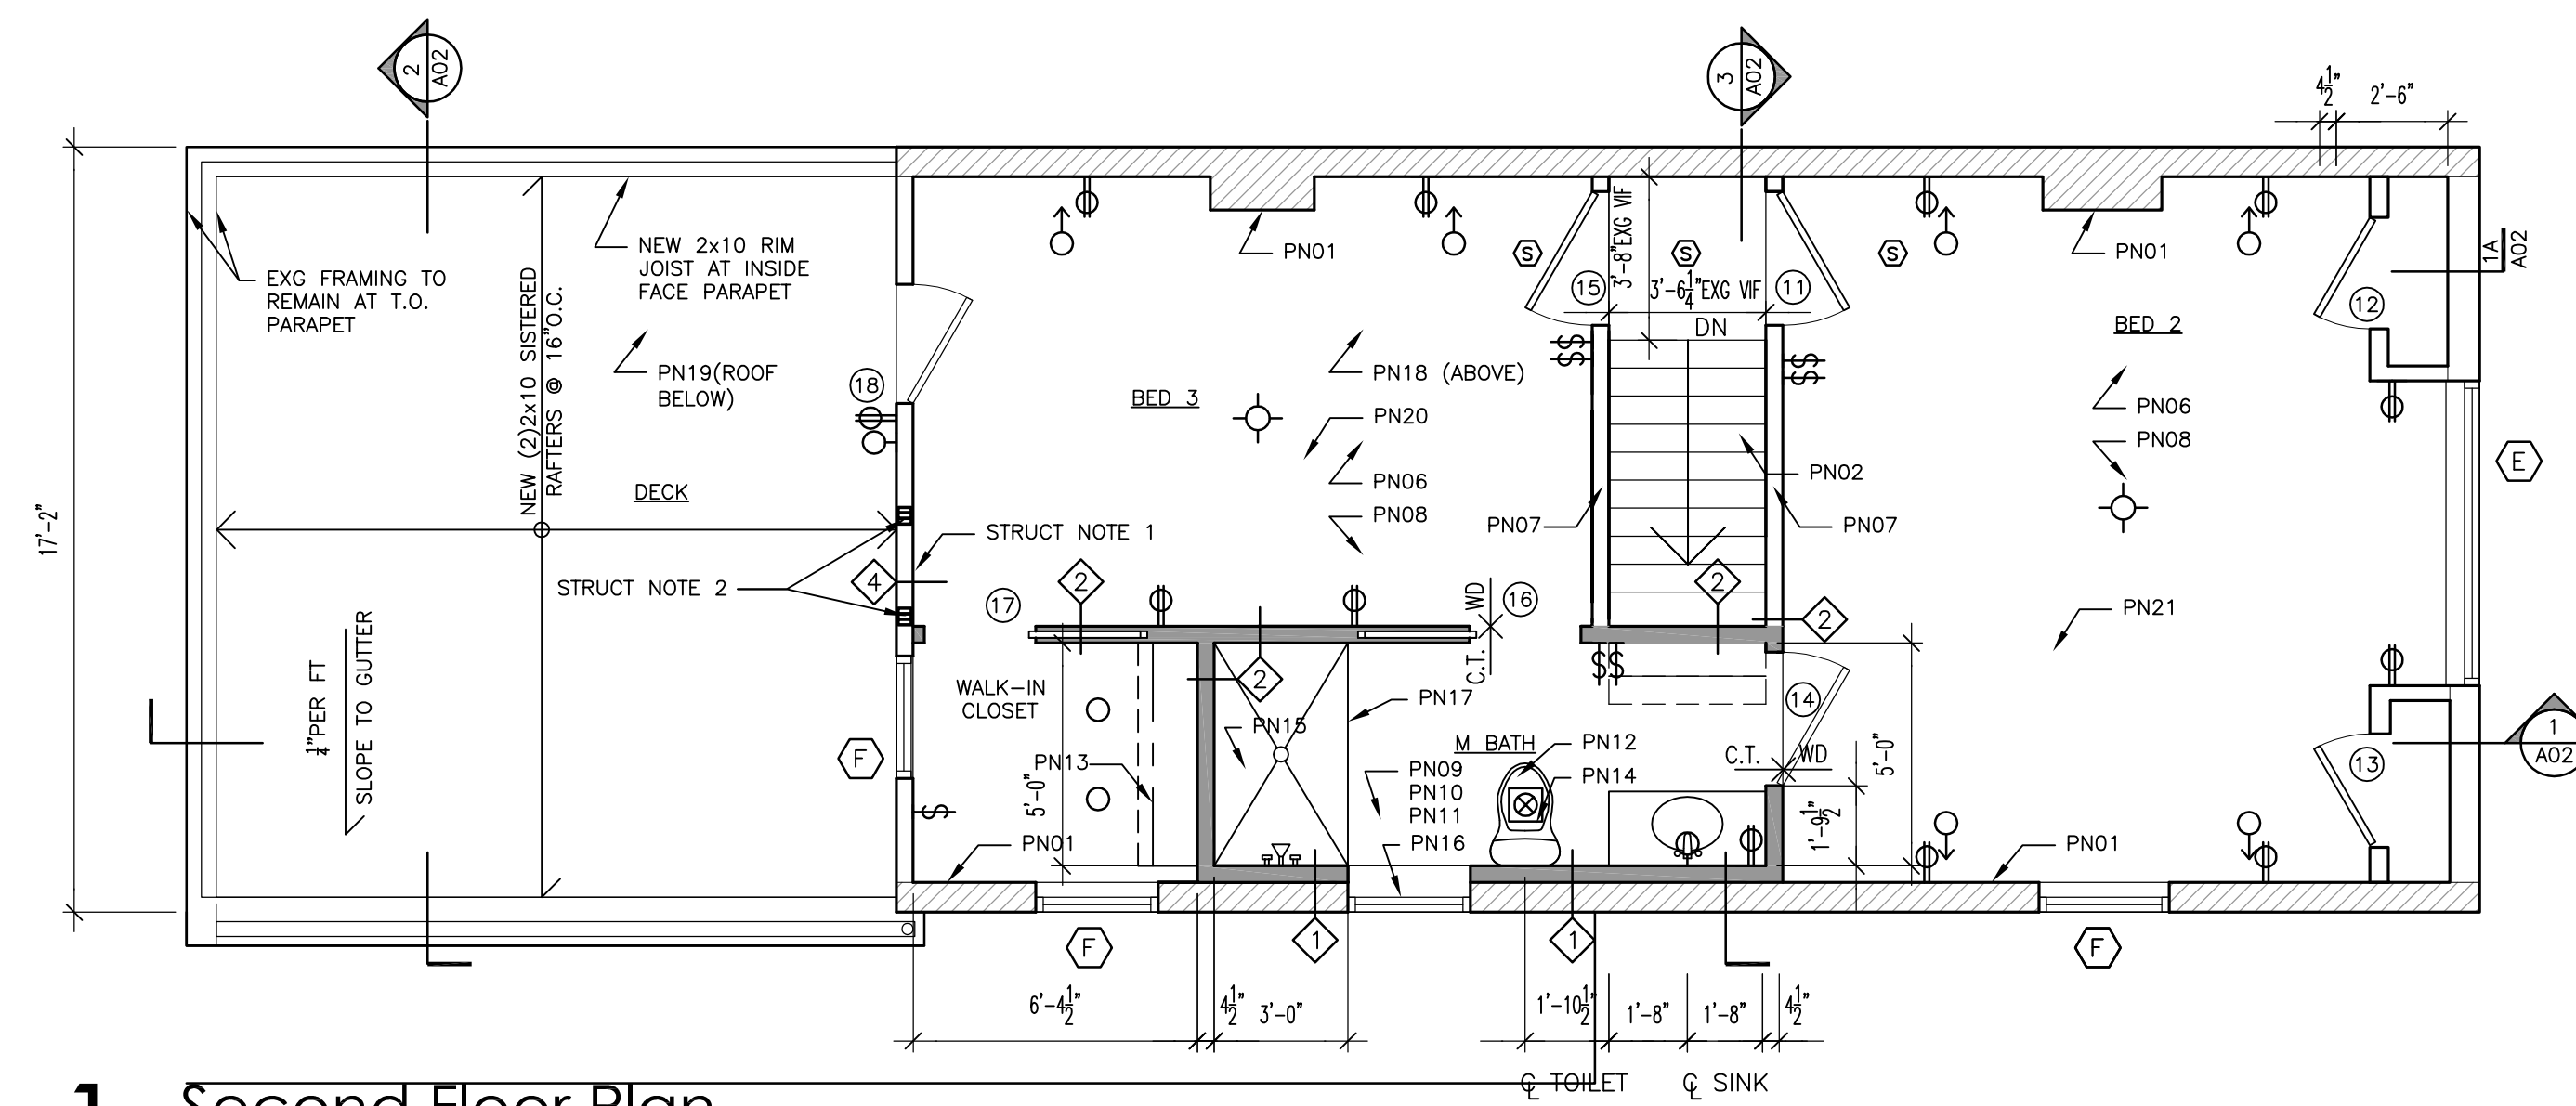 2
A02
3
A02
4½"
2'-6"
EXG FRAMING TO
REMAIN AT T.O.
PARAPET
NEW (2)2x10 SISTERED
RAFTERS @ 16"O.C.
NEW 2x10 RIM
JOIST AT INSIDE
FACE PARAPET
PN19(ROOF
BELOW)
18
DECK
17'-2"
STRUCT NOTE 1
STRUCT NOTE 2
4
¼"PER FT
SLOPE TO GUTTER
PN01
S
S
S
3'-8"EXG VIF
15
3'-6¼"EXG VIF
11
DN
PN01
12
1A
A02
BED 2
BED 3
PN18 (ABOVE)
PN20
PN06
PN08
$$
$$
PN02
PN07
PN07
PN06
PN08
E
PN21
17
2
2
C.T.
WD
16
2
2
$$
WALK-IN
CLOSET
PN13
5'-0"
F
$
PN01
PN15
PN17
M BATH
PN09
PN10
PN11
PN16
PN12
PN14
14
C.T.
WD
5'-0"
1'-9½"
13
1
A02
PN01
F
1
1
F
6'-4½"
4½"
3'-0"
1'-10½"
1'-8"
1'-8"
4½"
℄ TOILET
℄ SINK
1
Second Floor Plan